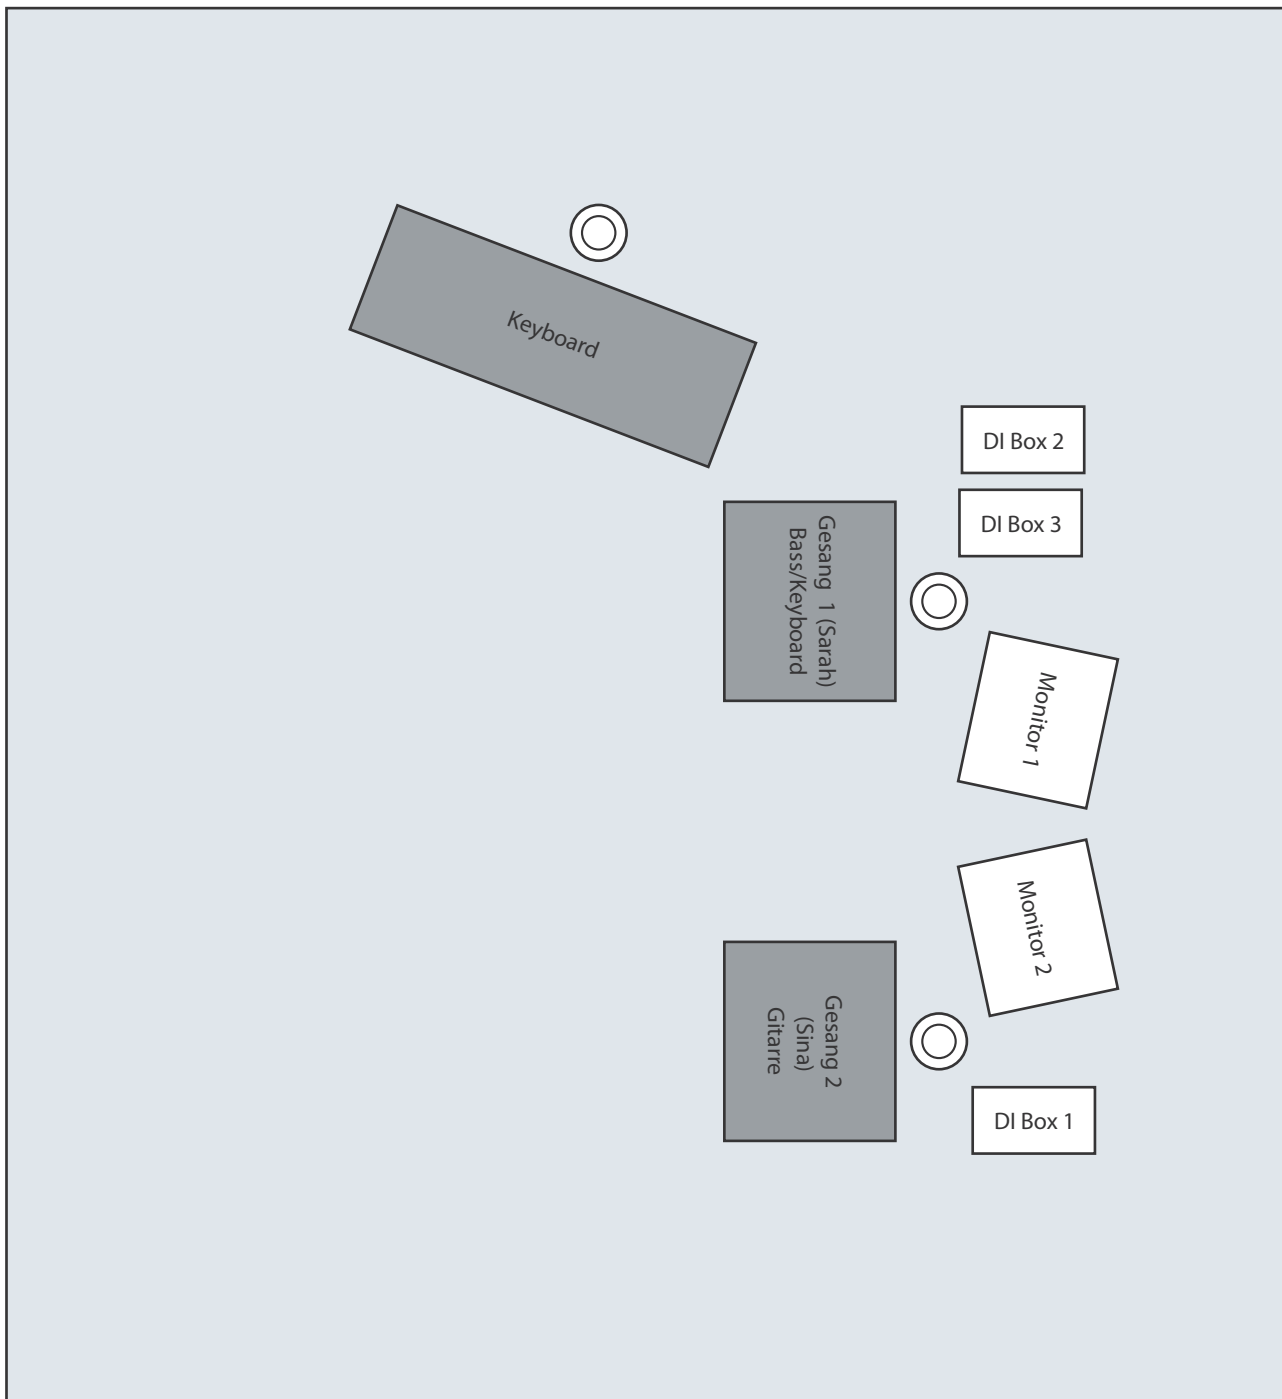 Keyboard
DI Box 2
DI Box 3
Gesang  1 (Sarah)
Bass/Keyboard
Monitor 1
Monitor 2
Gesang 2
(Sina)
Gitarre
DI Box 1